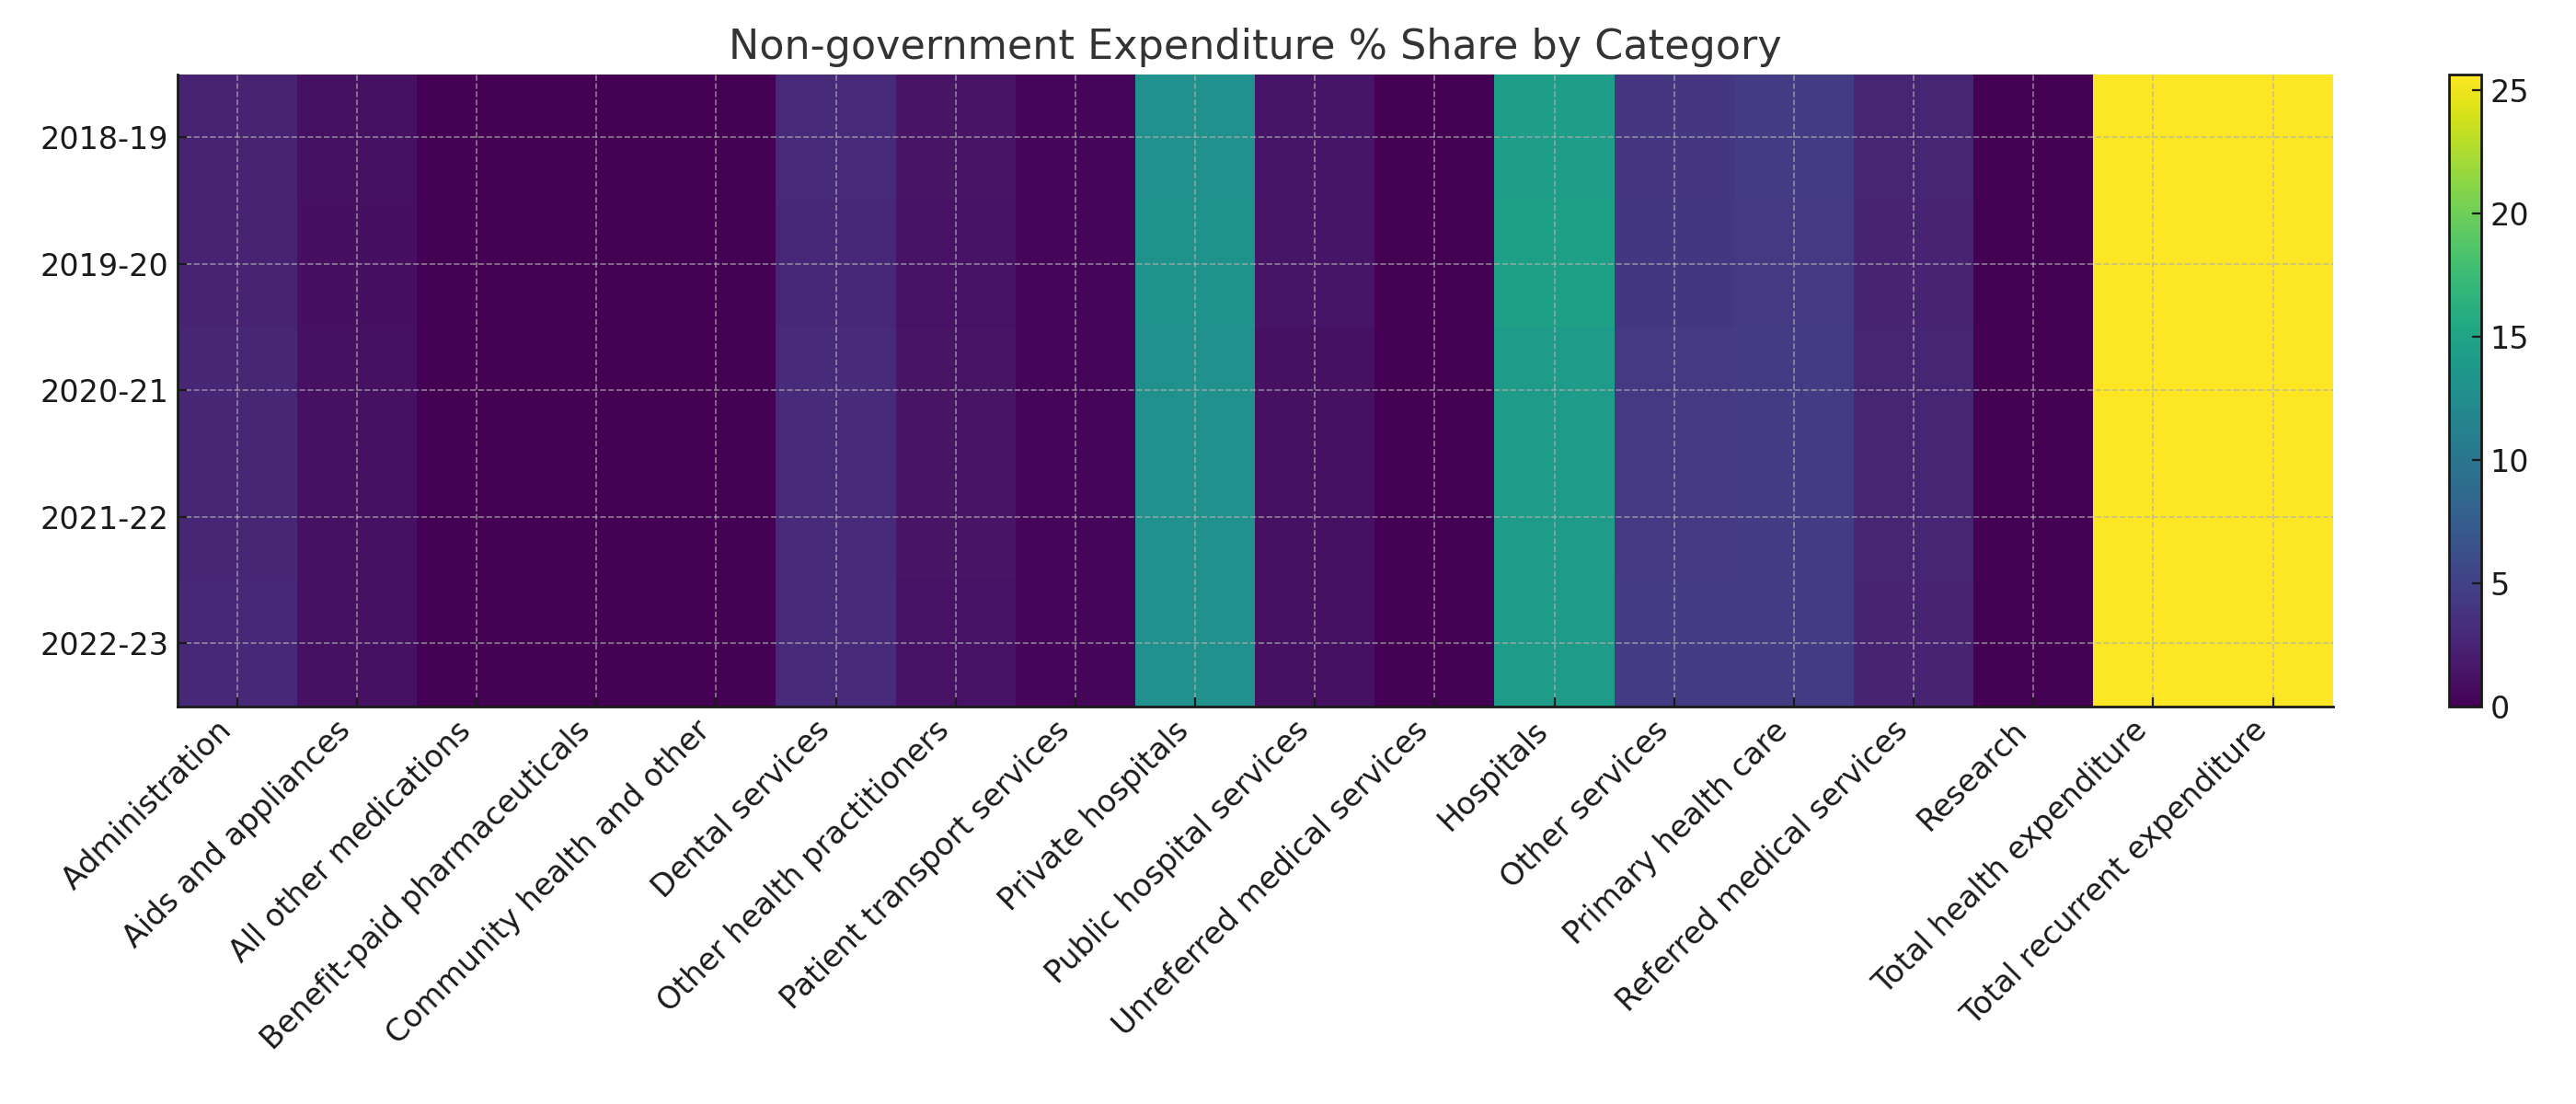 Non-government Expenditure % Share by Category
2018-19
2019-20
2020-21
2021-22
2022-23
Administration
Aids and appliances
All other medications
Benefit-paid pharmaceuticals
Community health and other
Dental services
Other health practitioners
Patient transport services
Private hospitals
Public hospital services
Unreferred medical services
Hospitals
Other services
Primary health care
Referred medical services
Research
Total health expenditure
Total recurrent expenditure
25
20
15
10
5
0